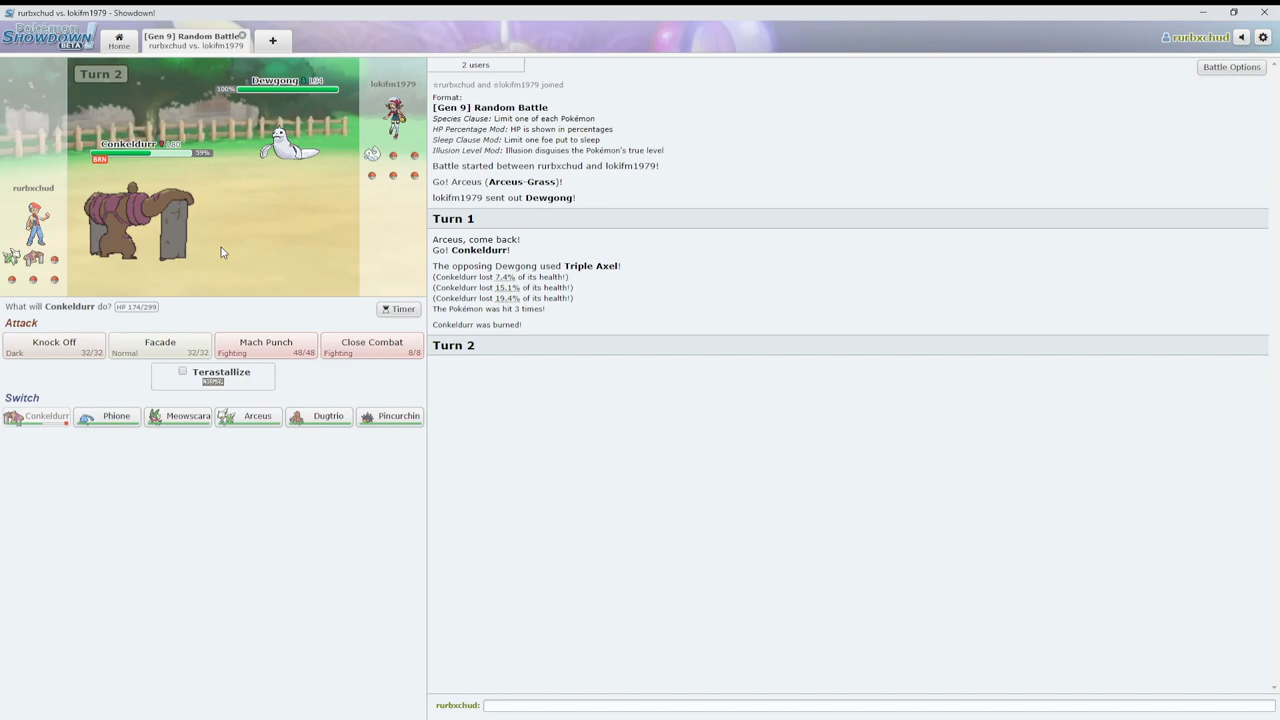 rurbxchud vs. lokifm1979 - Showdown!
Pokémon
SHOWDOWN!
BETA
Home
[Gen 9] Random Battle
rurbxchud vs. lokifm1979
+
rurbxchud
Turn 2
Dewgong
100%
lokifm1979
Conkeldurr
59%
BRN
rurbxchud
What will Conkeldurr do? HP 174/299
Timer
Attack
Knock Off
Dark 32/32
Facade
Normal 32/32
Mach Punch
Fighting 48/48
Close Combat
Fighting 8/8
Terastallize
NORMAL
Switch
Conkeldurr
Phione
Meowscara
Arceus
Dugtrio
Pincurchin
2 users
Battle Options
☆rurbxchud and ☆lokifm1979 joined
Format:
[Gen 9] Random Battle
Species Clause: Limit one of each Pokémon
HP Percentage Mod: HP is shown in percentages
Sleep Clause Mod: Limit one foe put to sleep
Illusion Level Mod: Illusion disguises the Pokémon's true level
Battle started between rurbxchud and lokifm1979!
Go! Arceus (Arceus-Grass)!
lokifm1979 sent out Dewgong!
Turn 1
Arceus, come back!
Go! Conkeldurr!
The opposing Dewgong used Triple Axel!
(Conkeldurr lost 7.4% of its health!)
(Conkeldurr lost 15.1% of its health!)
(Conkeldurr lost 19.4% of its health!)
The Pokémon was hit 3 times!
Conkeldurr was burned!
Turn 2
rurbxchud: